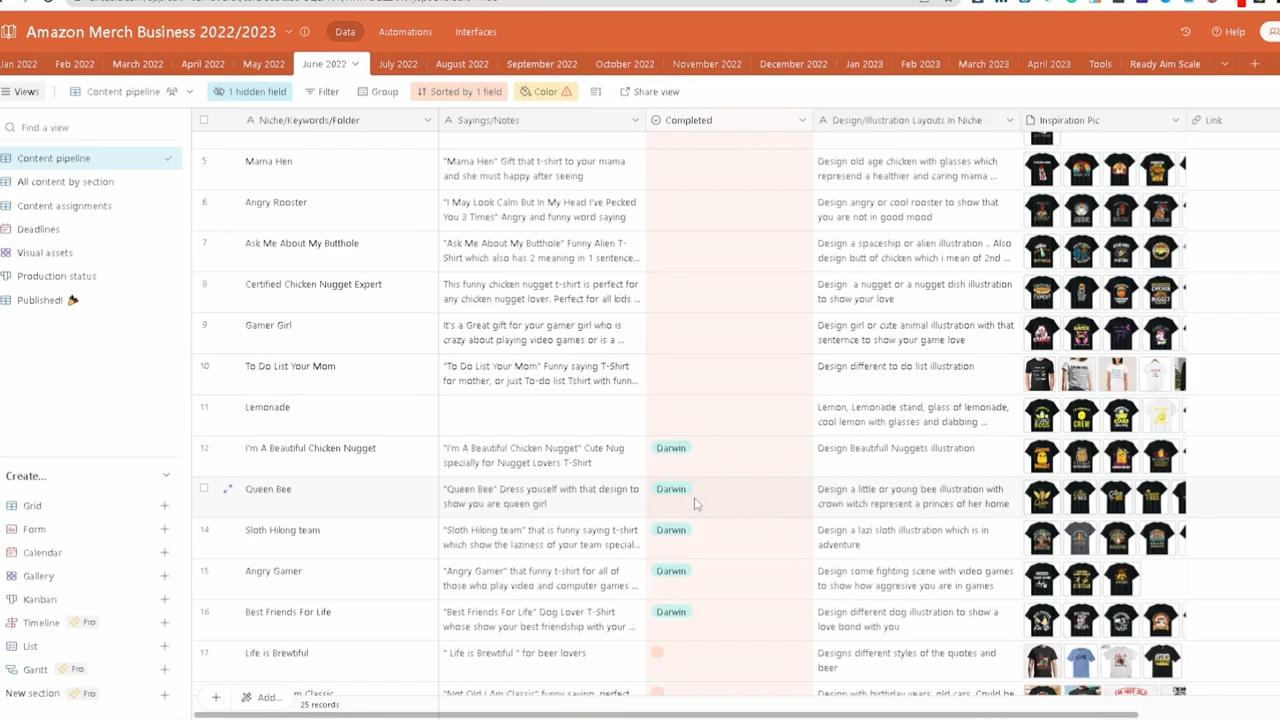 Amazon Merch Business 2022/2023
Data
Automations
Interfaces
Help
Jan 2022
Feb 2022
March 2022
April 2022
May 2022
June 2022
July 2022
August 2022
September 2022
October 2022
November 2022
December 2022
Jan 2023
Feb 2023
March 2023
April 2023
Tools
Ready Aim Scale
Views
Content pipeline
1 hidden field
Filter
Group
Sorted by 1 field
Color
Share view
Find a view
Content pipeline
All content by section
Content assignments
Deadlines
Visual assets
Production status
Published!
Create...
Grid
Form
Calendar
Gallery
Kanban
Timeline
Pro
List
Gantt
Pro
New section
Pro
Niche/Keywords/Folder
Sayings/Notes
Completed
Design/Illustration Layouts In Niche
Inspiration Pic
Link
5
Mama Hen
"Mama Hen" Gift that t-shirt to your mama
and she must happy after seeing
Design old age chicken with glasses which
represend a healthier and caring mama ...
6
Angry Rooster
"I May Look Calm But In My Head I've Pecked
You 3 Times" Angry and funny word saying
Design angry or cool rooster to show that
you are not in good mood
7
Ask Me About My Butthole
"Ask Me About My Butthole" Funny Alien T-
Shirt which also has 2 meaning in 1 sentence...
Design a spaceship or alien illustration .. Also
design butt of chicken which i mean of 2nd ...
8
Certified Chicken Nugget Expert
This funny chicken nugget t-shirt is perfect for
any chicken nugget lover. Perfect for all kids ...
Design a nugget or a nugget dish illustration
to show your love
9
Gamer Girl
It's a Great gift for your gamer girl who is
crazy about playing video games or is a ...
Design girl or cute animal illustration with that
sentence to show your game love
10
To Do List Your Mom
"To Do List Your Mom" Funny saying T-Shirt
for mother, or just To-do list Tshirt with funn...
Design different to do list illustration
11
Lemonade
Lemon, Lemonade stand, glass of lemonade,
cool lemon with glasses and dabbing ...
12
I'm A Beautiful Chicken Nugget
"I'm A Beautiful Chicken Nugget" Cute Nug
specially for Nugget Lovers T-Shirt
Darwin
Design Beautifull Nuggets illustration
Queen Bee
"Queen Bee" Dress youself with that design to
show you are queen girl
Darwin
Design a little or young bee illustration with
crown witch represent a princes of her home
14
Sloth Hiking team
"Sloth Hiking team" that is funny saying t-shirt
which show the laziness of your team special...
Darwin
Design a lazi sloth illustration which is in
adventure
15
Angry Gamer
"Angry Gamer" that funny t-shirt for all of
those who play video and computer games ...
Darwin
Design some fighting scene with video games
to show how aggresive you are in games
16
Best Friends For Life
"Best Friends For Life" Dog Lover T-Shirt
whose show your best friendship with your ...
Darwin
Design different dog illustration to show a
love bond with you
17
Life is Brewtiful
" Life is Brewtiful " for beer lovers
Designs different styles of the quotes and
beer
m Classic
"Not Old I Am Classic" funny saying, perfect
Design with birthday years, old cars, Could be
Add...
25 records